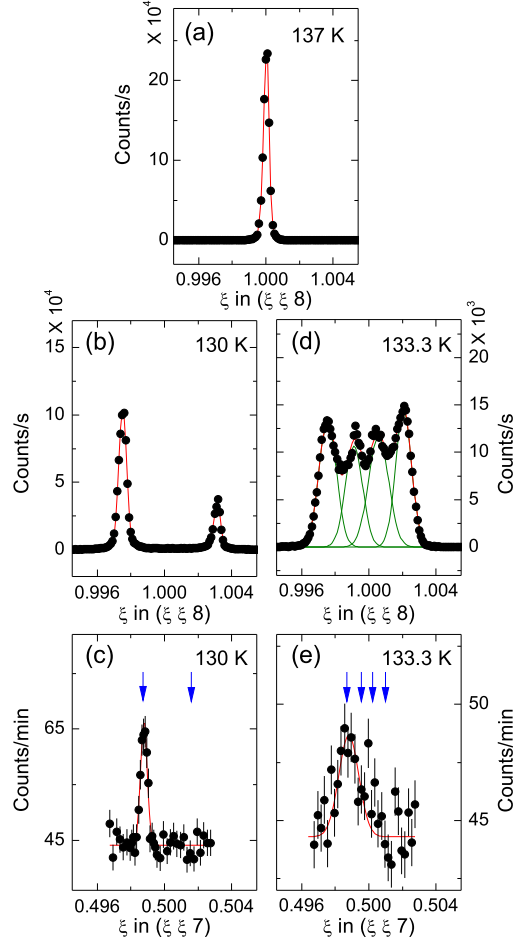 (a) 137 K
X 10^4
Counts/s
20
10
0
0.996 1.000 1.004
ξ in (ξ ξ 8)
(b) 130 K
5 X 10^4
Counts/s
10
5
0
0.996 1.000 1.004
ξ in (ξ ξ 8)
(d) 133.3 K
X 10^3
Counts/s
20
15
10
5
0
0.996 1.000 1.004
ξ in (ξ ξ 8)
(c) 130 K
Counts/min
65
45
0.496 0.500 0.504
ξ in (ξ ξ 7)
(e) 133.3 K
Counts/min
50
45
0.496 0.500 0.504
ξ in (ξ ξ 7)